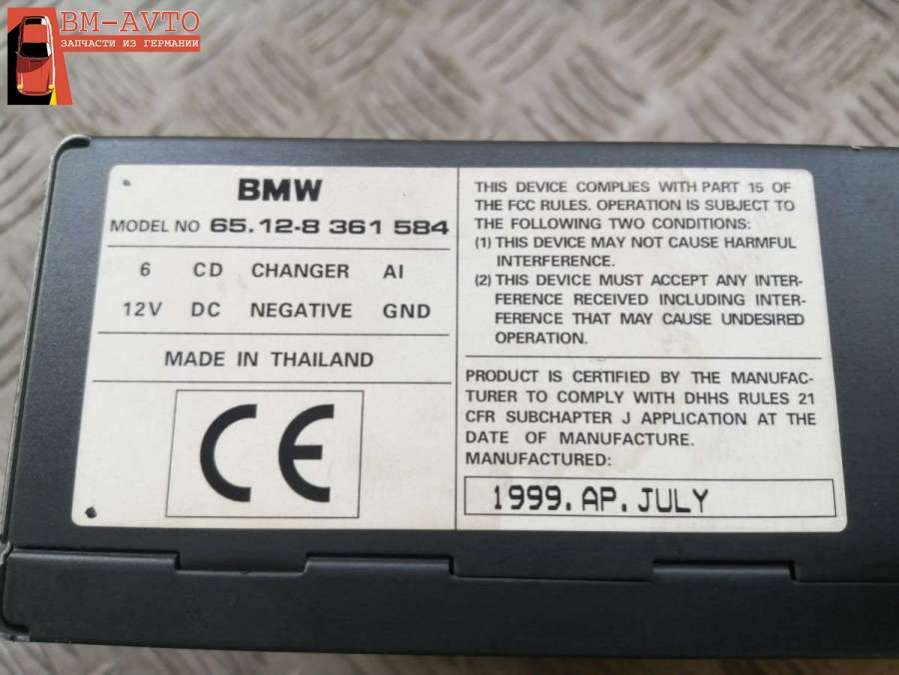 ВМ-AVTO
ЗАПЧАСТИ ИЗ ГЕРМАНИИ
BMW
MODEL NO 65.12-8 361 584
6 CD CHANGER AI
12V DC NEGATIVE GND
MADE IN THAILAND
CE
THIS DEVICE COMPLIES WITH PART 15 OF
THE FCC RULES. OPERATION IS SUBJECT TO
THE FOLLOWING TWO CONDITIONS:
(1) THIS DEVICE MAY NOT CAUSE HARMFUL
INTERFERENCE.
(2) THIS DEVICE MUST ACCEPT ANY INTER-
FERENCE RECEIVED INCLUDING INTER-
FERENCE THAT MAY CAUSE UNDESIRED
OPERATION.
PRODUCT IS CERTIFIED BY THE MANUFAC-
TURER TO COMPLY WITH DHHS RULES 21
CFR SUBCHAPTER J APPLICATION AT THE
DATE OF MANUFACTURE.
MANUFACTURED:
1999. AP. JULY